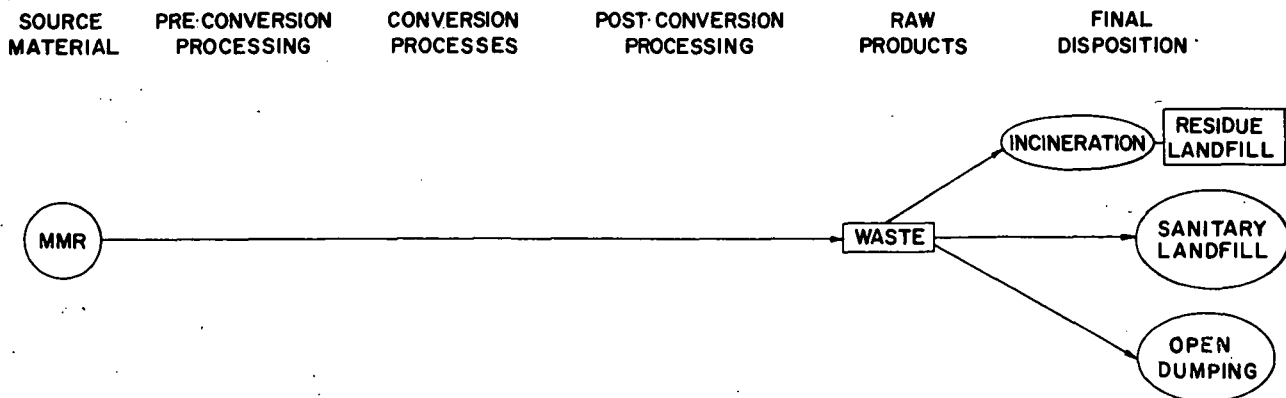 SOURCE
MATERIAL
PRE-CONVERSION
PROCESSING
CONVERSION
PROCESSES
POST-CONVERSION
PROCESSING
RAW
PRODUCTS
FINAL
DISPOSITION
MMR
WASTE
INCINERATION
RESIDUE
LANDFILL
SANITARY
LANDFILL
OPEN
DUMPING